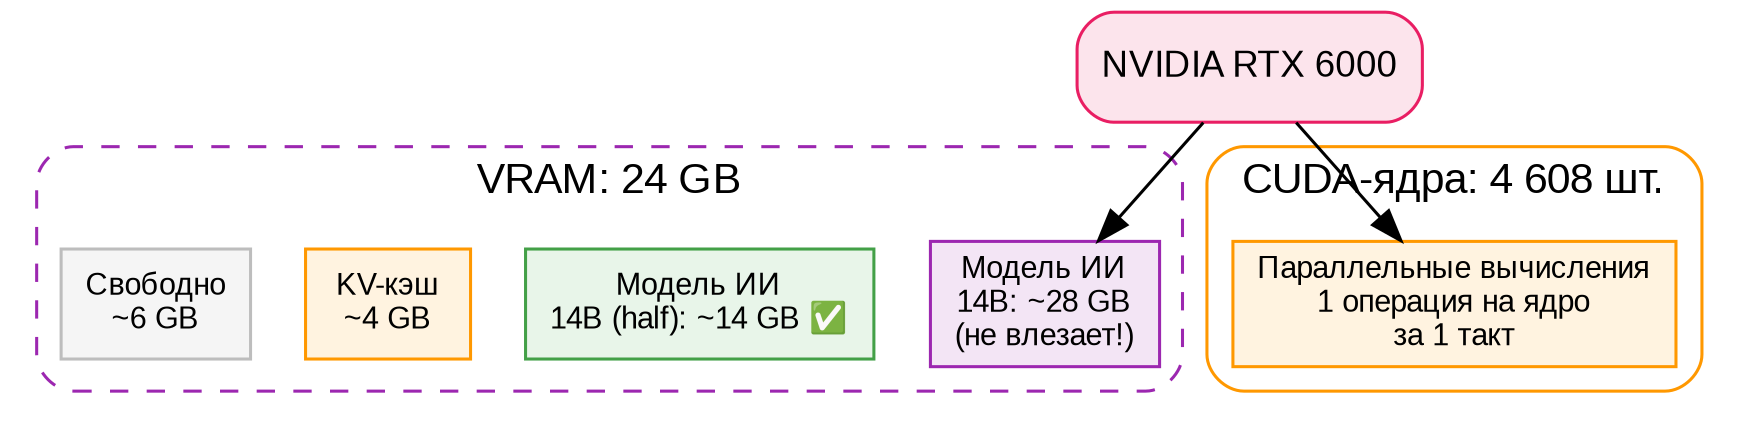 NVIDIA RTX 6000
VRAM: 24 GB
CUDA-ядра: 4 608 шт.
Свободно
~6 GB
KV-кэш
~4 GB
Модель ИИ
14B (half): ~14 GB ✅
Модель ИИ
14B: ~28 GB
(не влезает!)
Параллельные вычисления
1 операция на ядро
за 1 такт